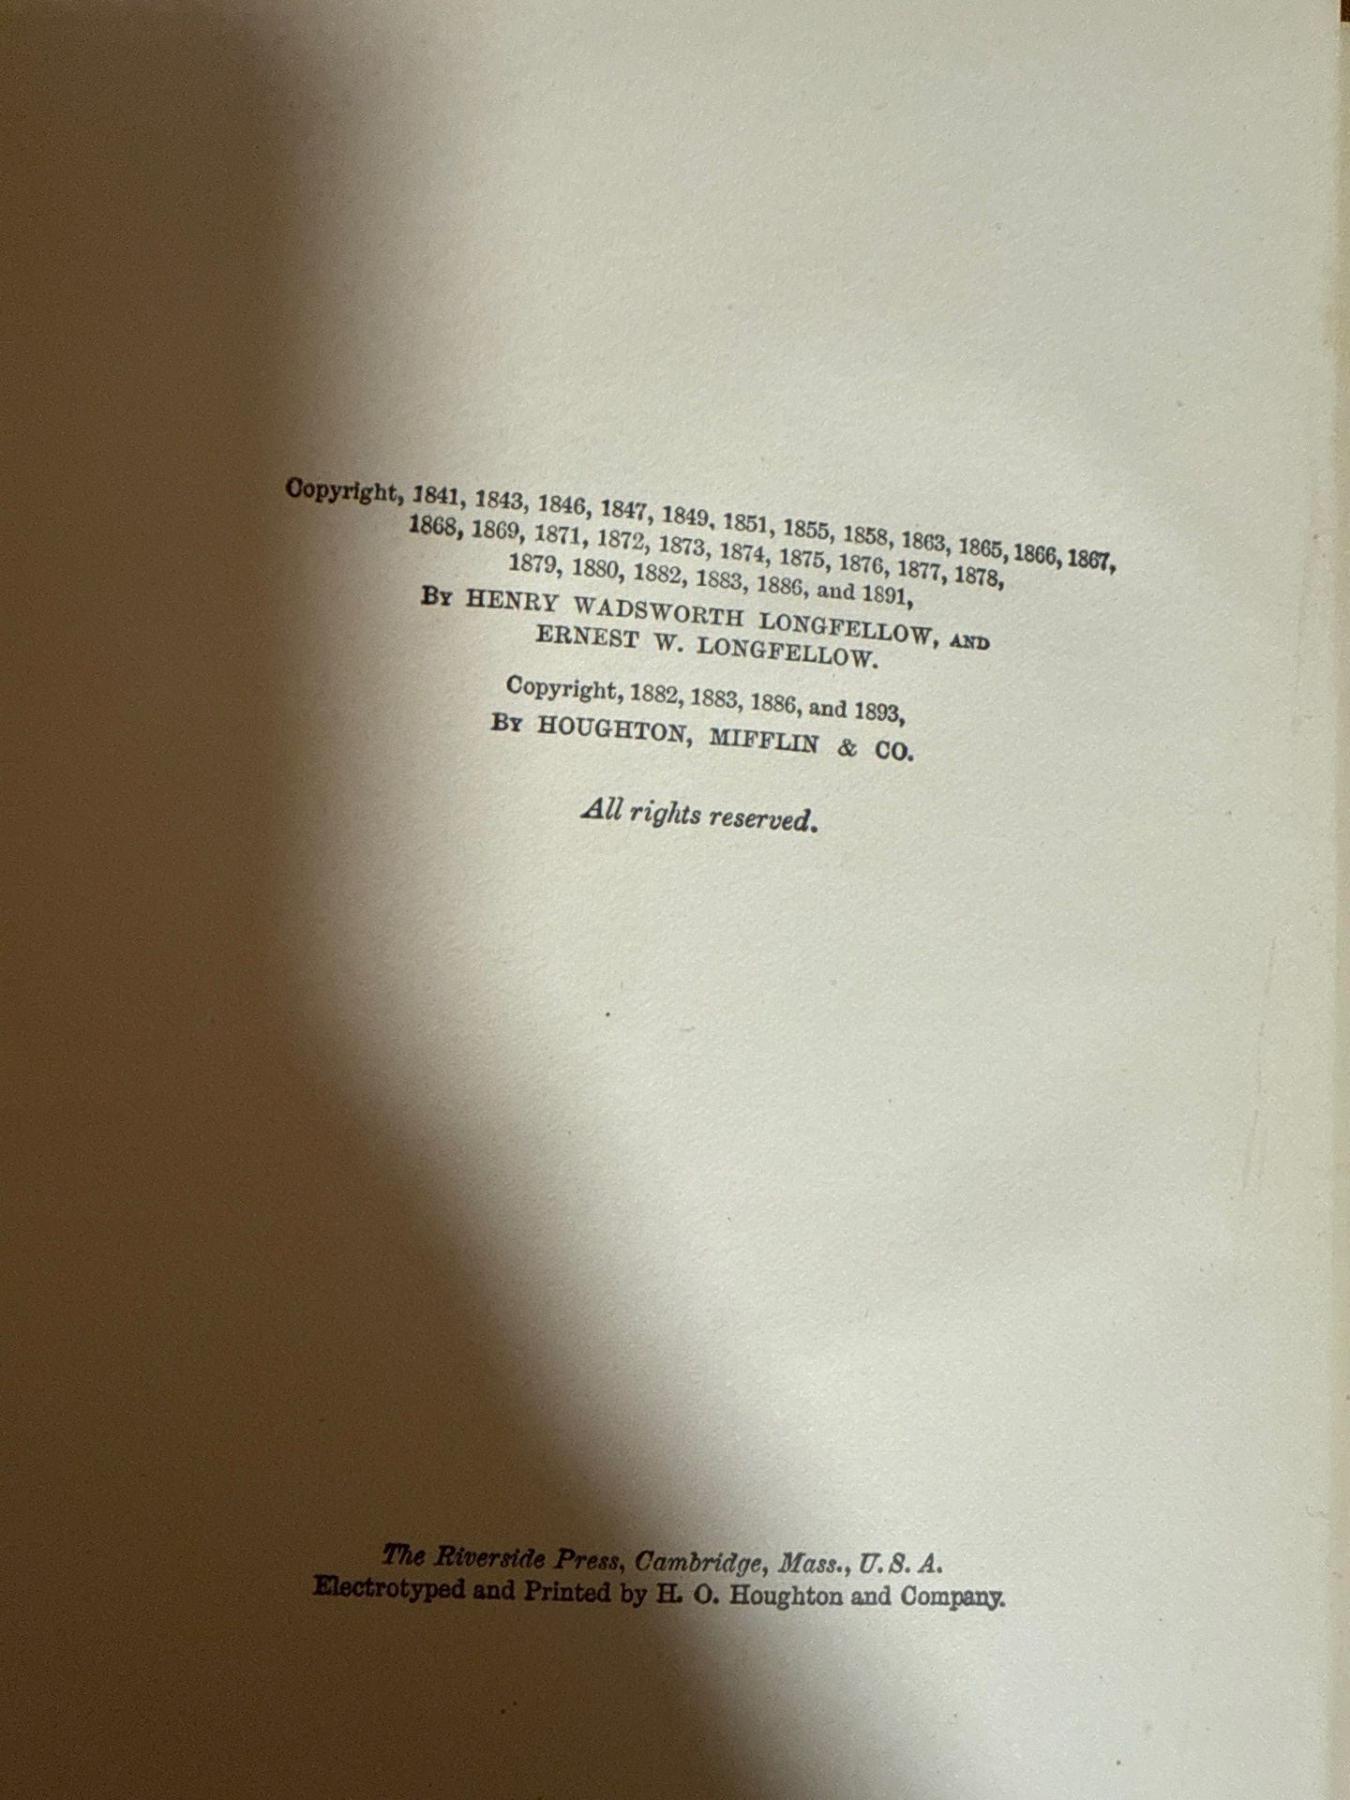 Copyright, 1841, 1843, 1846, 1847, 1849, 1851, 1855, 1858, 1863, 1865, 1866, 1867,
1868, 1869, 1871, 1872, 1873, 1874, 1875, 1876, 1877, 1878,
1879, 1880, 1882, 1883, 1886, and 1891,
By HENRY WADSWORTH LONGFELLOW, AND
ERNEST W. LONGFELLOW.
Copyright, 1882, 1883, 1886, and 1893,
By HOUGHTON, MIFFLIN & CO.
All rights reserved.
The Riverside Press, Cambridge, Mass., U. S. A.
Electrotyped and Printed by H. O. Houghton and Company.